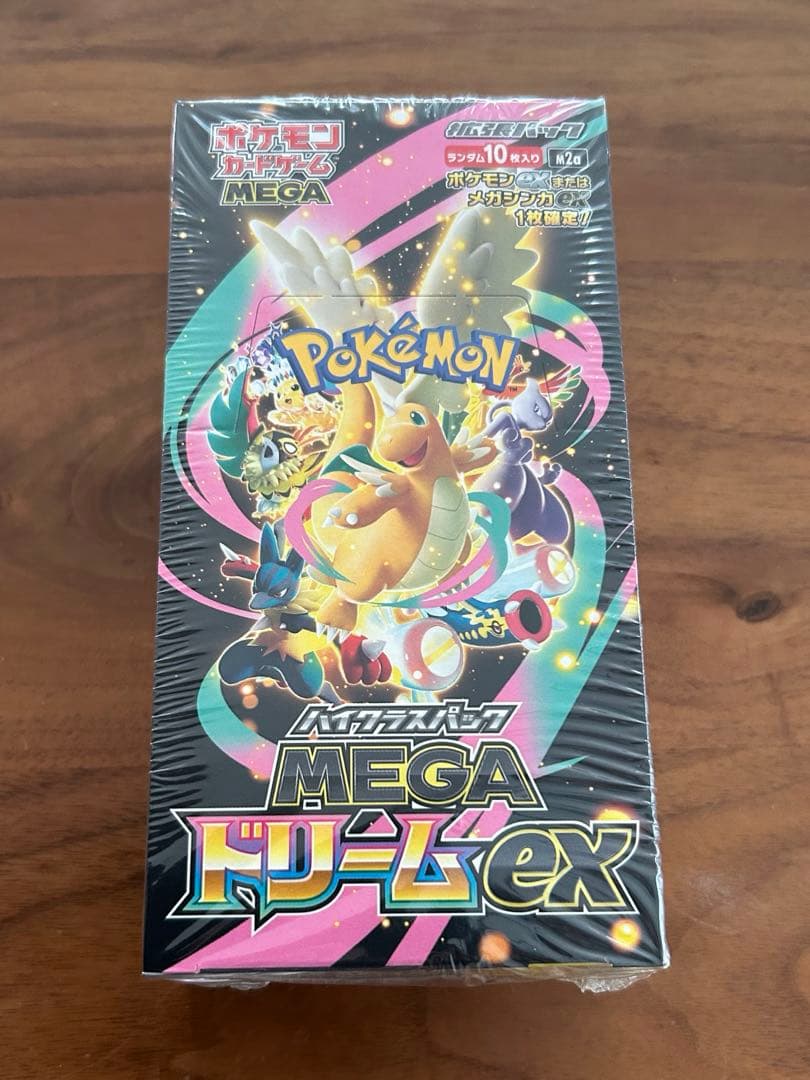 ポケモン
カードゲーム
MEGA
拡張パック
ランダム10枚入り M2a
ポケモンexまたは
メガシンカex
1枚確定!
POKéMON
TM
ハイクラスパック
MEGA
ドリームex